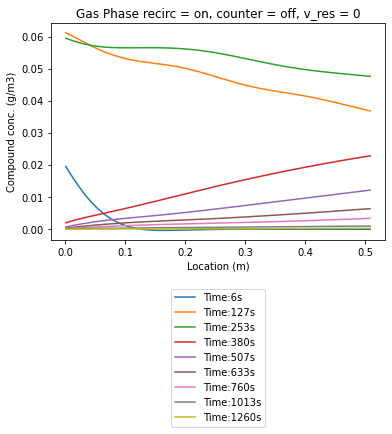 Gas Phase recirc = on, counter = off, v_res = 0
Compound conc. (g/m3)
0.06
0.05
0.04
0.03
0.02
0.01
0.00
0.0 0.1 0.2 0.3 0.4 0.5
Location (m)
Time:6s
Time:127s
Time:253s
Time:380s
Time:507s
Time:633s
Time:760s
Time:1013s
Time:1260s